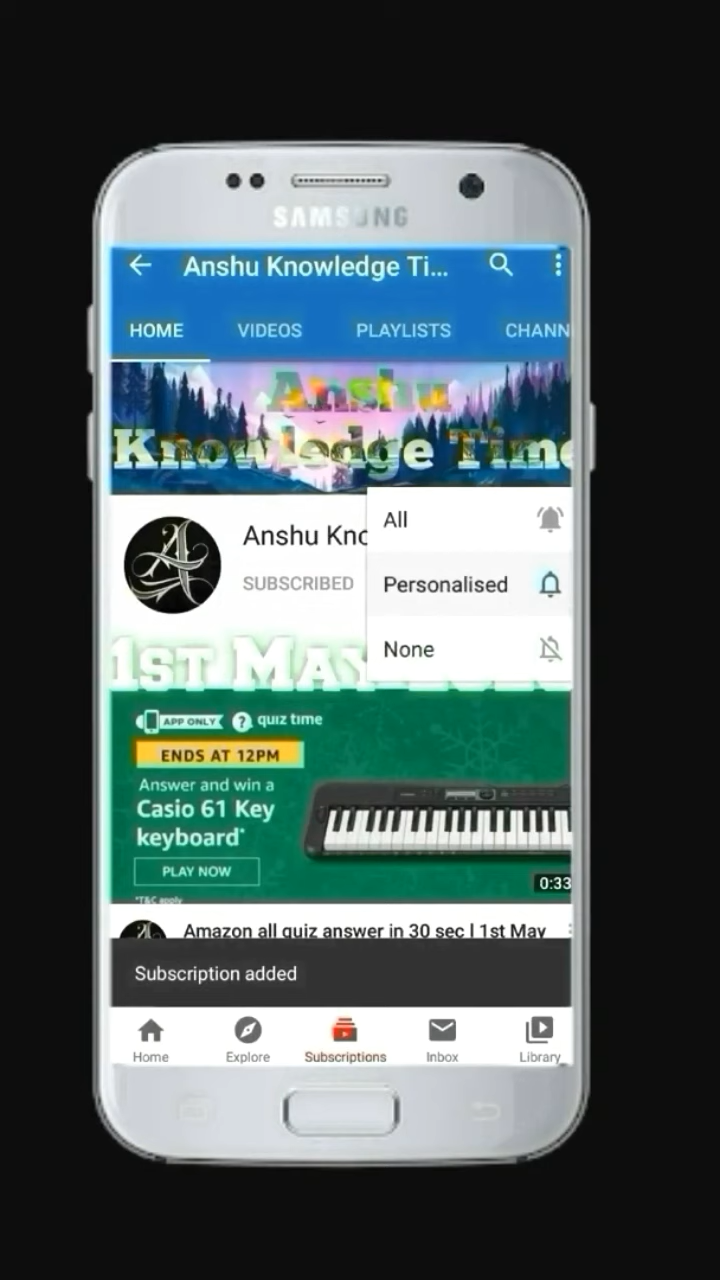 SAMSUNG
Anshu Knowledge Ti...
HOME VIDEOS PLAYLISTS CHANN
Anshu
Knowledge Time
Anshu Kno
SUBSCRIBED
All
Personalised
None
1ST MAY
APP ONLY ? quiz time
ENDS AT 12PM
Answer and win a
Casio 61 Key
keyboard*
PLAY NOW
*T&C apply
0:33
Amazon all quiz answer in 30 sec | 1st May
Subscription added
Home Explore Subscriptions Inbox Library